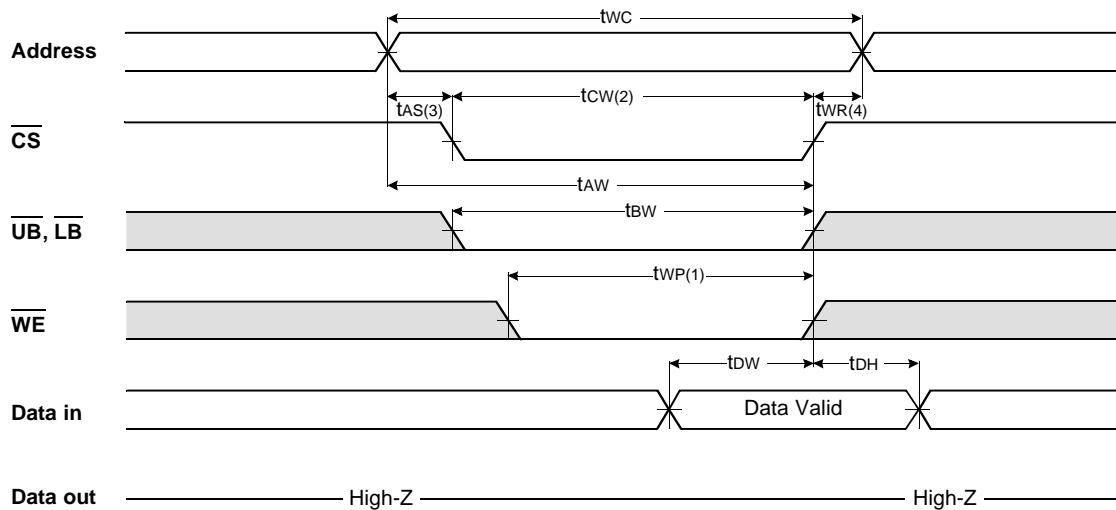 tWC
Address
tAS(3) tCW(2) tWR(4)
CS
tAW
UB, LB
tBW
WE
tWP(1)
tDW tDH
Data in Data Valid
Data out High-Z High-Z